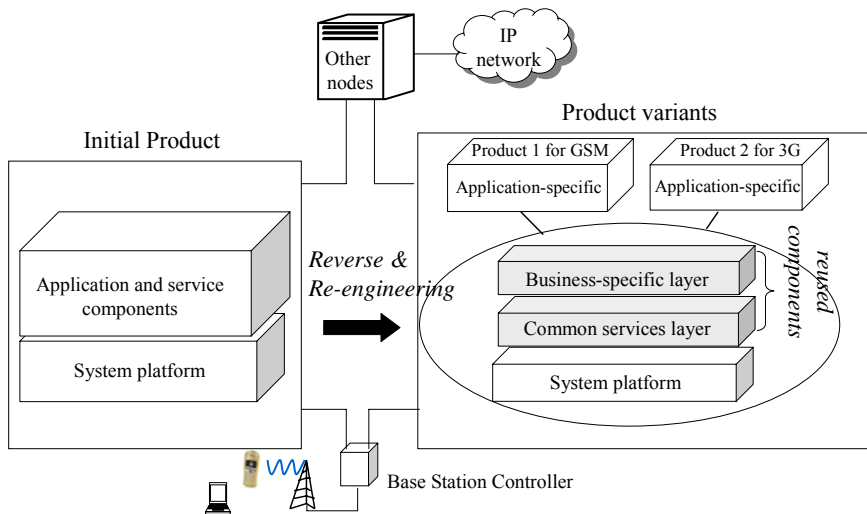 IP
network
Other
nodes
Initial Product
Product variants
Product 1 for GSM
Application-specific
Product 2 for 3G
Application-specific
Application and service
components
System platform
Reverse &
Re-engineering
Business-specific layer
Common services layer
System platform
reused
components
Base Station Controller